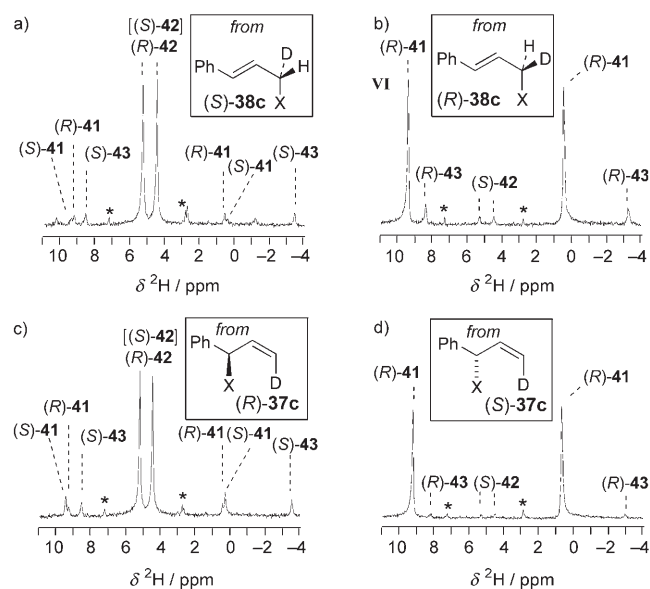 a)
[(S)-42]
(R)-42
from
D
H
Ph
X
(S)-38c
(R)-41
(S)-41
(S)-43
(R)-41
(S)-41
(S)-43
*
*
10 8 6 4 2 0 –2 –4
δ ²H / ppm
b)
(R)-41
VI
from
H
D
Ph
X
(R)-38c
(R)-41
(R)-43
(S)-42
(R)-43
*
*
10 8 6 4 2 0 –2 –4
δ ²H / ppm
c)
[(S)-42]
(R)-42
from
Ph
X
D
(R)-37c
(R)-41
(S)-41
(S)-43
(R)-41
(S)-41
(S)-43
*
*
10 8 6 4 2 0 –2 –4
δ ²H / ppm
d)
from
Ph
X
D
(S)-37c
(R)-41
(R)-41
(R)-43
(S)-42
(R)-43
*
*
10 8 6 4 2 0 –2 –4
δ ²H / ppm